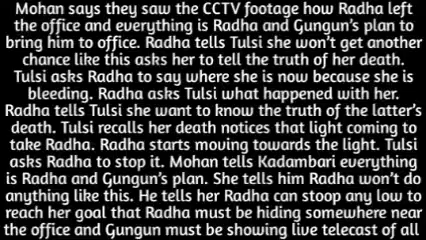 Mohan says they saw the CCTV footage how Radha left
the office and everything is Radha and Gungun's plan to
bring him to office. Radha tells Tulsi she won't get another
chance like this asks her to tell the truth of her death.
Tulsi asks Radha to say where she is now because she is
bleeding. Radha asks Tulsi what happened with her.
Radha tells Tulsi she want to know the truth of the latter's
death. Tulsi recalls her death notices that light coming to
take Radha. Radha starts moving towards the light. Tulsi
asks Radha to stop it. Mohan tells Kadambari everything
is Radha and Gungun's plan. She tells him Radha won't do
anything like this. He tells her Radha can stoop any low to
reach her goal that Radha must be hiding somewhere near
the office and Gungun must be showing live telecast of all